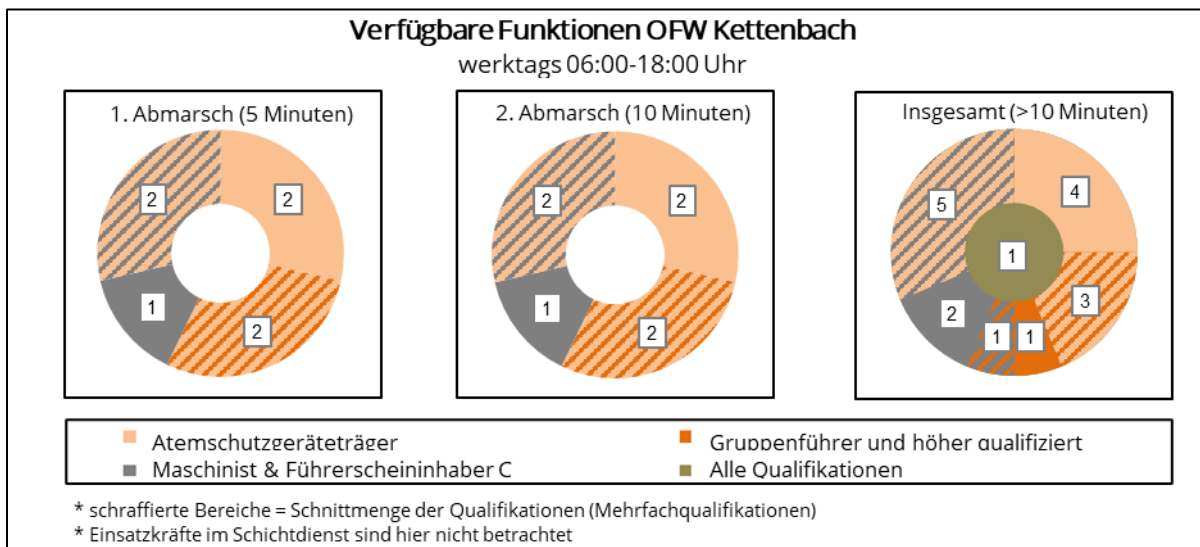 Verfügbare Funktionen OFW Kettenbach
werktags 06:00-18:00 Uhr
1. Abmarsch (5 Minuten)
2
2
1
2
2. Abmarsch (10 Minuten)
2
2
1
2
Insgesamt (>10 Minuten)
5
4
1
3
2
1
1
Atemschutzgeräteträger
Gruppenführer und höher qualifiziert
Maschinist & Führerscheininhaber C
Alle Qualifikationen
* schraffierte Bereiche = Schnittmenge der Qualifikationen (Mehrfachqualifikationen)
* Einsatzkräfte im Schichtdienst sind hier nicht betrachtet